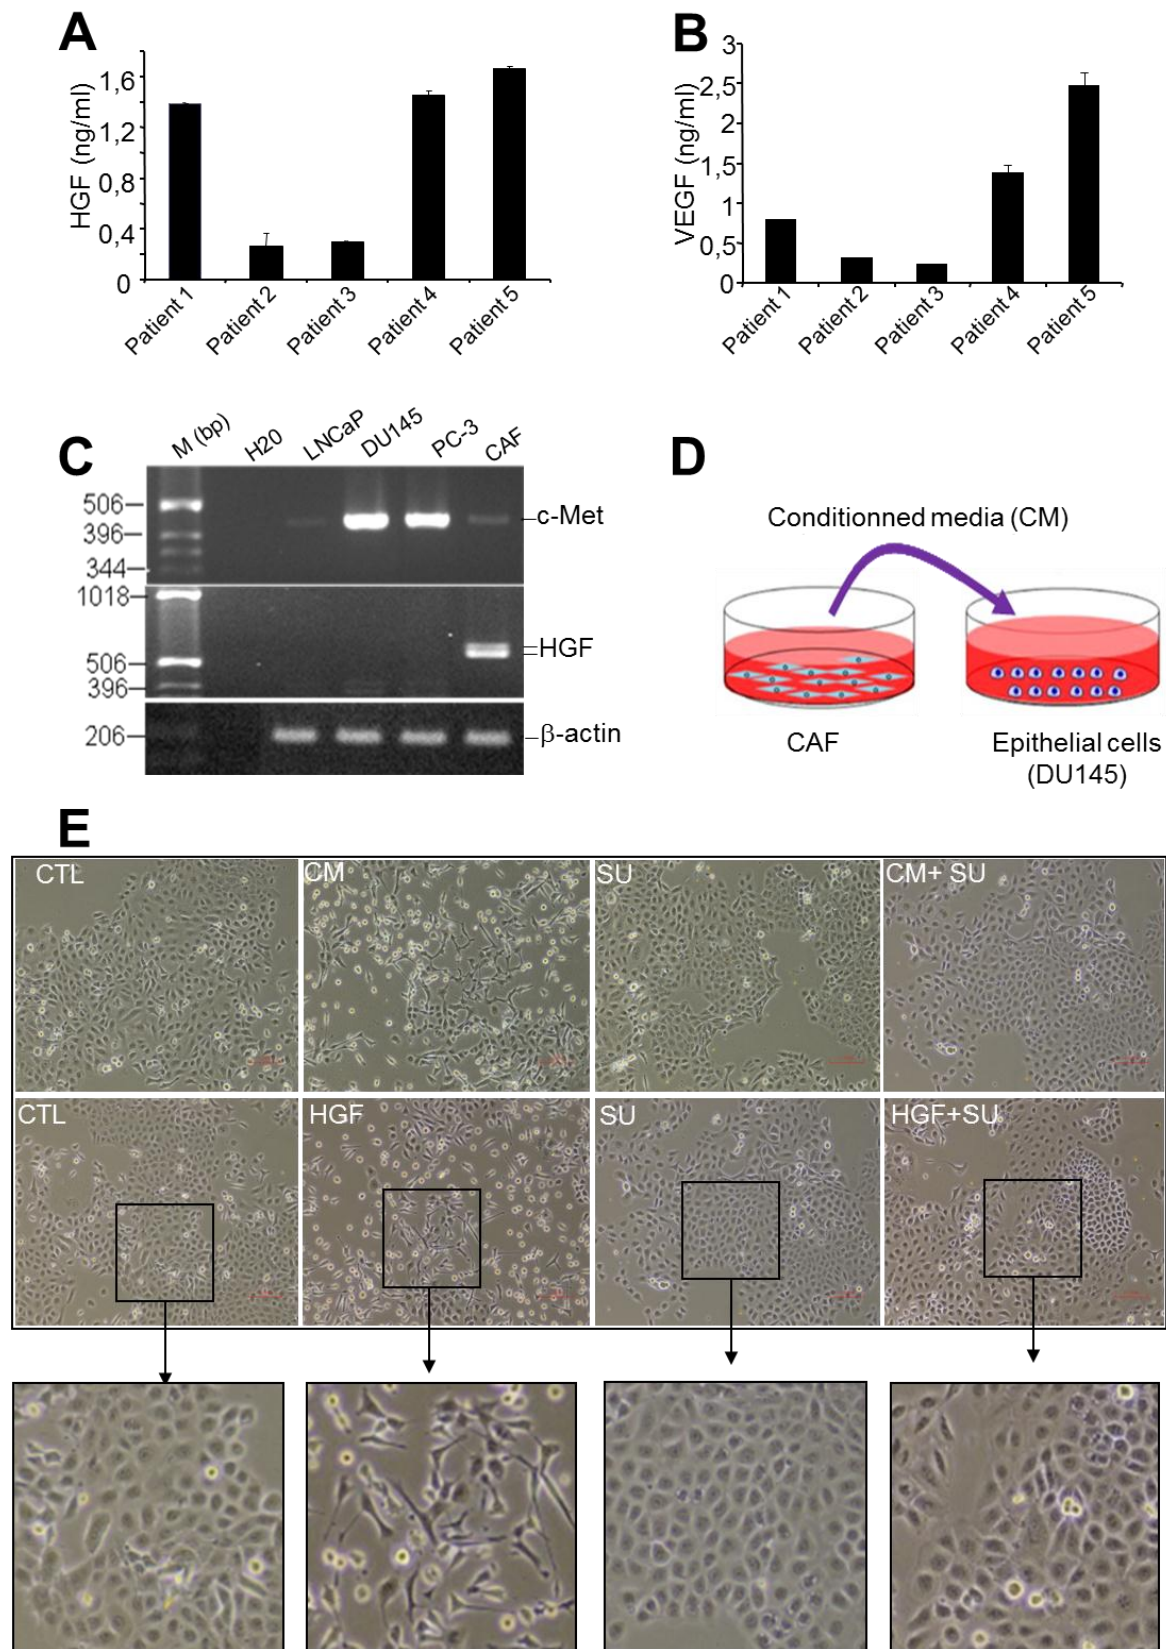 A
HGF (ng/ml)
1,6
1,2
0,8
0,4
0
Patient 1
Patient 2
Patient 3
Patient 4
Patient 5
B
VEGF (ng/ml)
3
2,5
2
1,5
1
0,5
0
Patient 1
Patient 2
Patient 3
Patient 4
Patient 5
C
M (bp)
H20
LNCaP
DU145
PC-3
CAF
506
396
344
c-Met
1018
506
396
HGF
206
β-actin
D
Conditionned media (CM)
CAF
Epithelial cells
(DU145)
E
CTL
CM
SU
CM+ SU
CTL
HGF
SU
HGF+SU